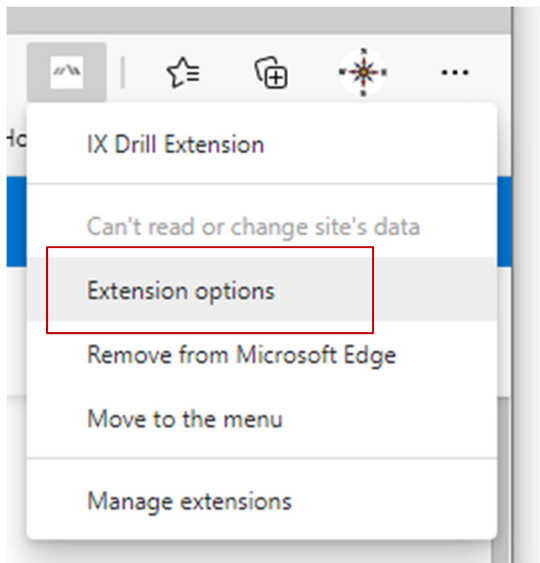 IX Drill Extension
Can't read or change site's data
Extension options
Remove from Microsoft Edge
Move to the menu
Manage extensions